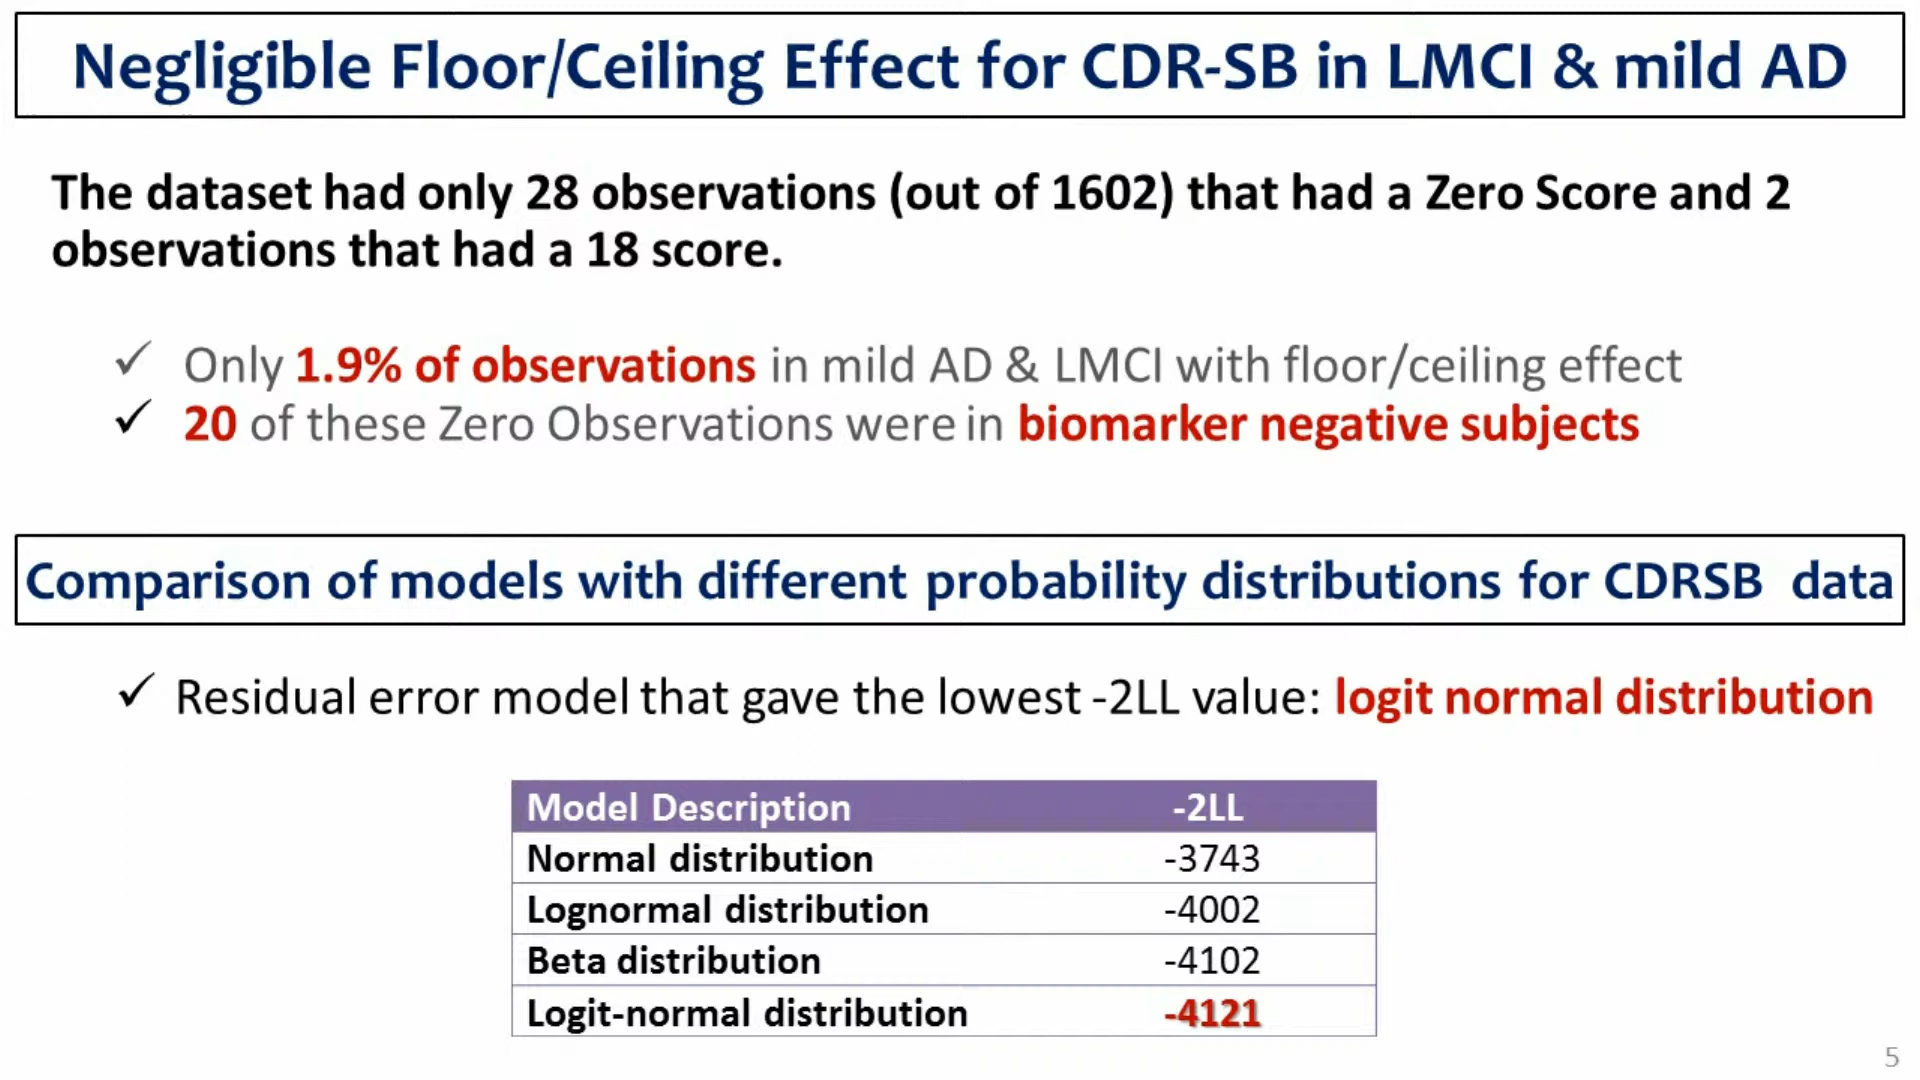 Negligible Floor/Ceiling Effect for CDR-SB in LMCI & mild AD
The dataset had only 28 observations (out of 1602) that had a Zero Score and 2
observations that had a 18 score.
✓ Only 1.9% of observations in mild AD & LMCI with floor/ceiling effect
✓ 20 of these Zero Observations were in biomarker negative subjects
Comparison of models with different probability distributions for CDRSB data
✓ Residual error model that gave the lowest -2LL value: logit normal distribution
Model Description -2LL
Normal distribution -3743
Lognormal distribution -4002
Beta distribution -4102
Logit-normal distribution -4121
5